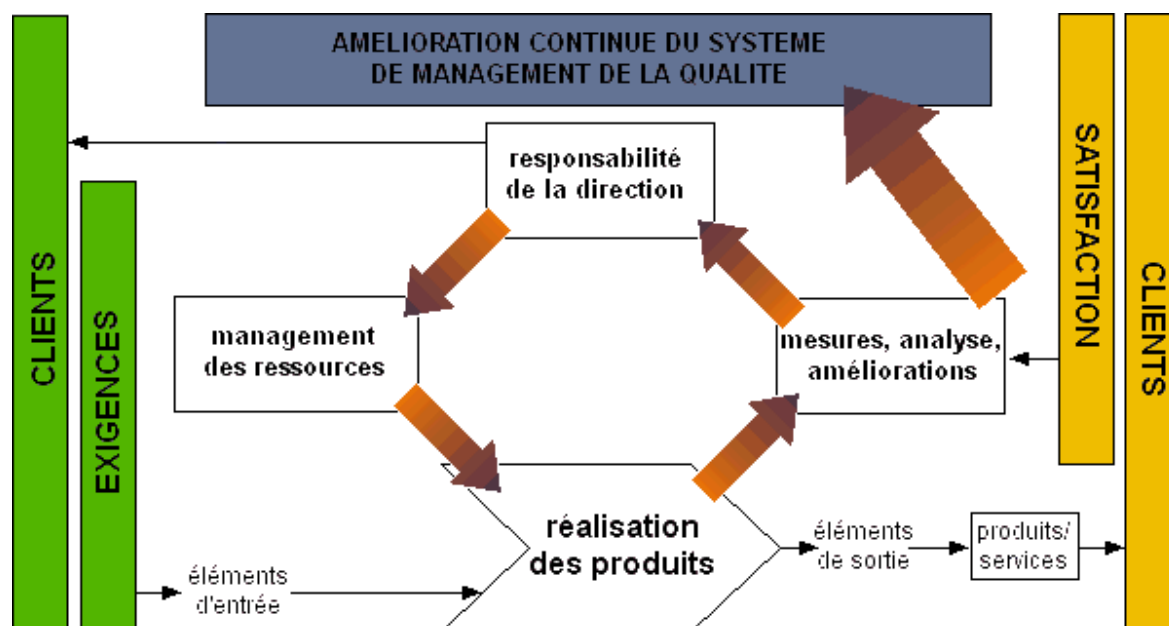 AMELIORATION CONTINUE DU SYSTEME
DE MANAGEMENT DE LA QUALITE
CLIENTS
EXIGENCES
responsabilité
de la direction
management
des ressources
mesures, analyse,
améliorations
réalisation
des produits
éléments
d'entrée
éléments
de sortie
produits/
services
SATISFACTION
CLIENTS